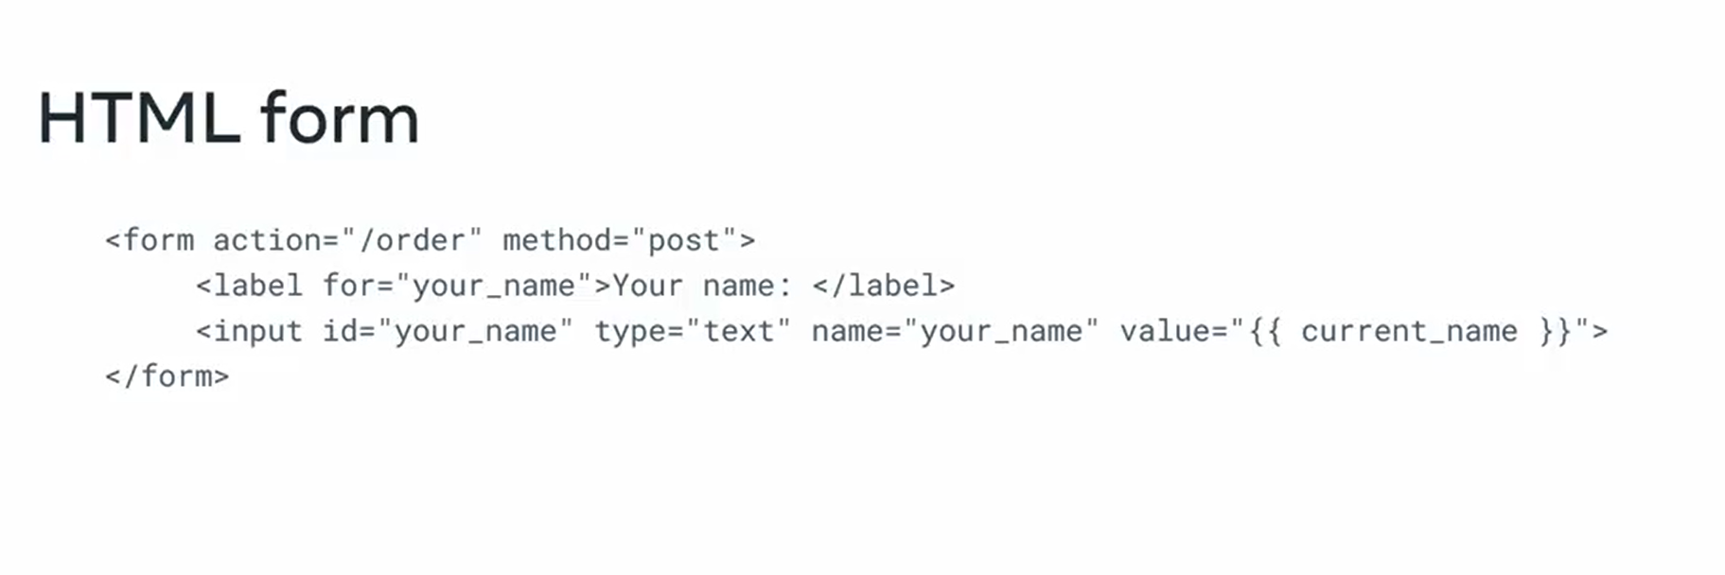 HTML form
<form action="/order" method="post">
<label for="your_name">Your name: </label>
<input id="your_name" type="text" name="your_name" value="{{ current_name }}">
</form>